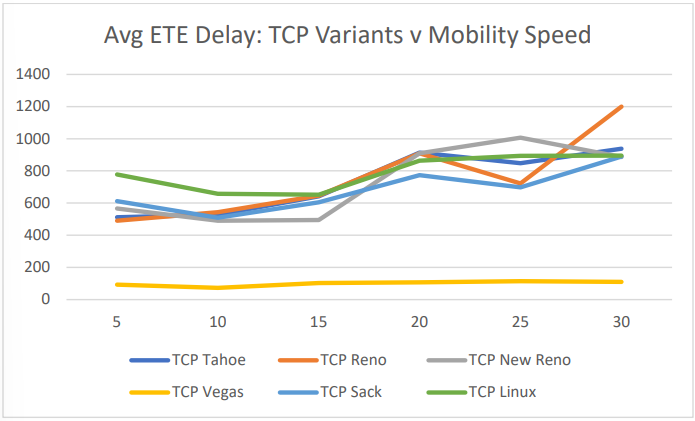 Avg ETE Delay: TCP Variants v Mobility Speed
1400
1200
1000
800
600
400
200
0
5 10 15 20 25 30
TCP Tahoe TCP Reno TCP New Reno
TCP Vegas TCP Sack TCP Linux